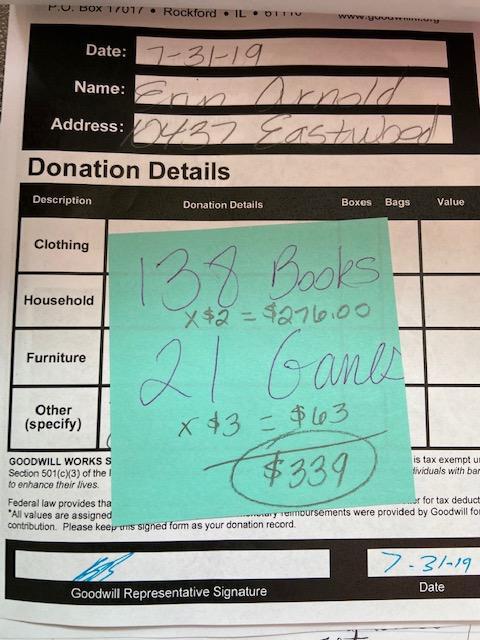 P.O. Box 17017 • Rockford • IL • 61110
www.goodwillni.org
Date: 7-31-19
Name: Erin Arnold
Address: 10437 Eastwood
Donation Details
Description Donation Details Boxes Bags Value
Clothing
Household
Furniture
Other
(specify)
138 Books
x $2 = $276.00
21 Games
x $3 = $63
$339
GOODWILL WORKS S
is tax exempt u
Section 501(c)(3) of the I
dividuals with bar
to enhance their lives.
Federal law provides tha
er for tax deduct
*All values are assigned
reimbursements were provided by Goodwill for
contribution. Please keep this signed form as your donation record.
7-31-19
Goodwill Representative Signature
Date